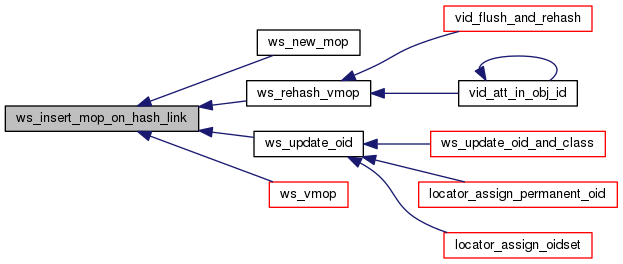 ws_insert_mop_on_hash_link
ws_new_mop
ws_rehash_vmop
ws_update_oid
ws_vmop
vid_flush_and_rehash
vid_att_in_obj_id
ws_update_oid_and_class
locator_assign_permanent_oid
locator_assign_oidset